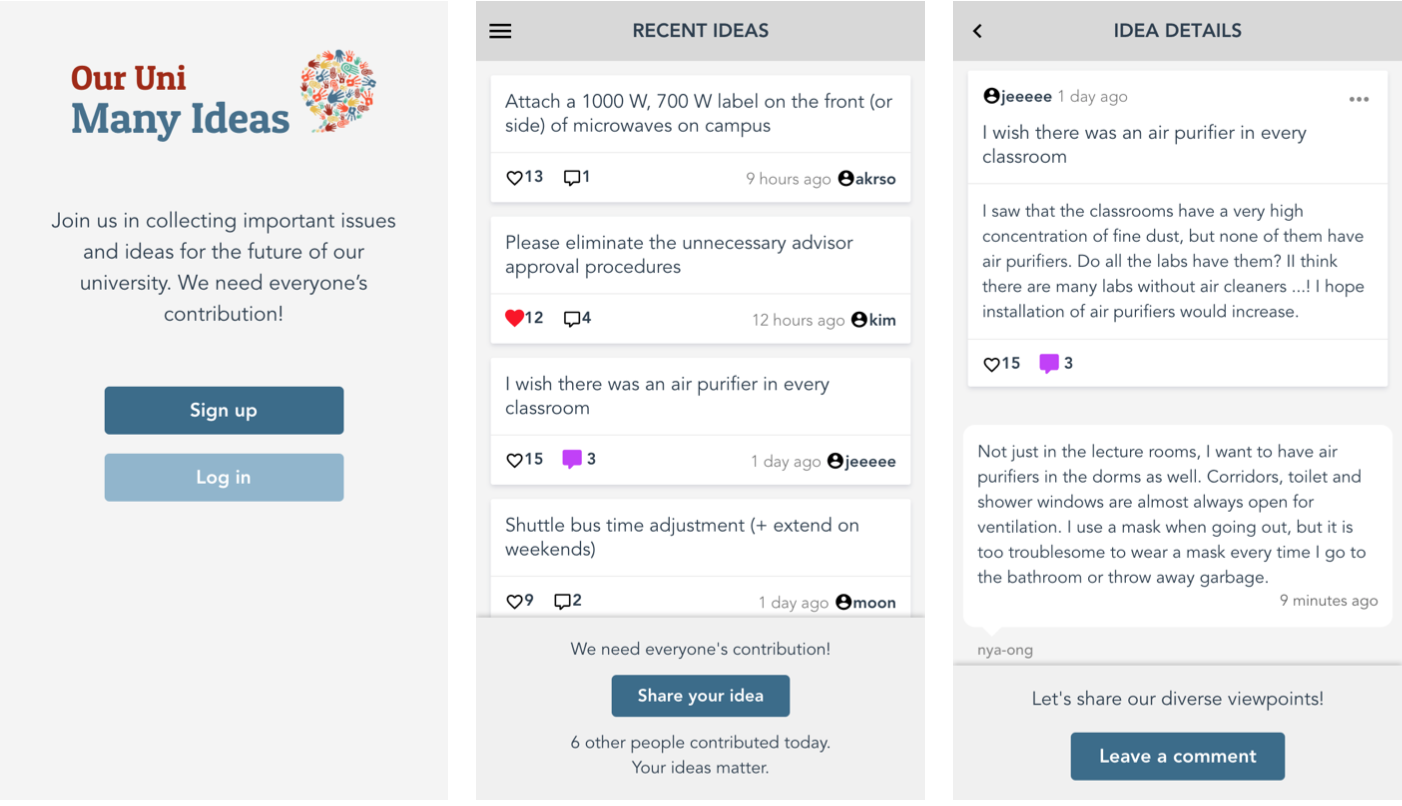 Our Uni
Many Ideas
Join us in collecting important issues
and ideas for the future of our
university. We need everyone’s
contribution!
Sign up
Log in
RECENT IDEAS
Attach a 1000 W, 700 W label on the front (or
side) of microwaves on campus
13 1 9 hours ago akrso
Please eliminate the unnecessary advisor
approval procedures
12 4 12 hours ago kim
I wish there was an air purifier in every
classroom
15 3 1 day ago jeeeee
Shuttle bus time adjustment (+ extend on
weekends)
9 2 1 day ago moon
We need everyone's contribution!
Share your idea
6 other people contributed today.
Your ideas matter.
IDEA DETAILS
jeeeee 1 day ago
I wish there was an air purifier in every
classroom
I saw that the classrooms have a very high
concentration of fine dust, but none of them have
air purifiers. Do all the labs have them? II think
there are many labs without air cleaners ...! I hope
installation of air purifiers would increase.
15 3
Not just in the lecture rooms, I want to have air
purifiers in the dorms as well. Corridors, toilet and
shower windows are almost always open for
ventilation. I use a mask when going out, but it is
too troublesome to wear a mask every time I go to
the bathroom or throw away garbage.
9 minutes ago
nya-ong
Let's share our diverse viewpoints!
Leave a comment